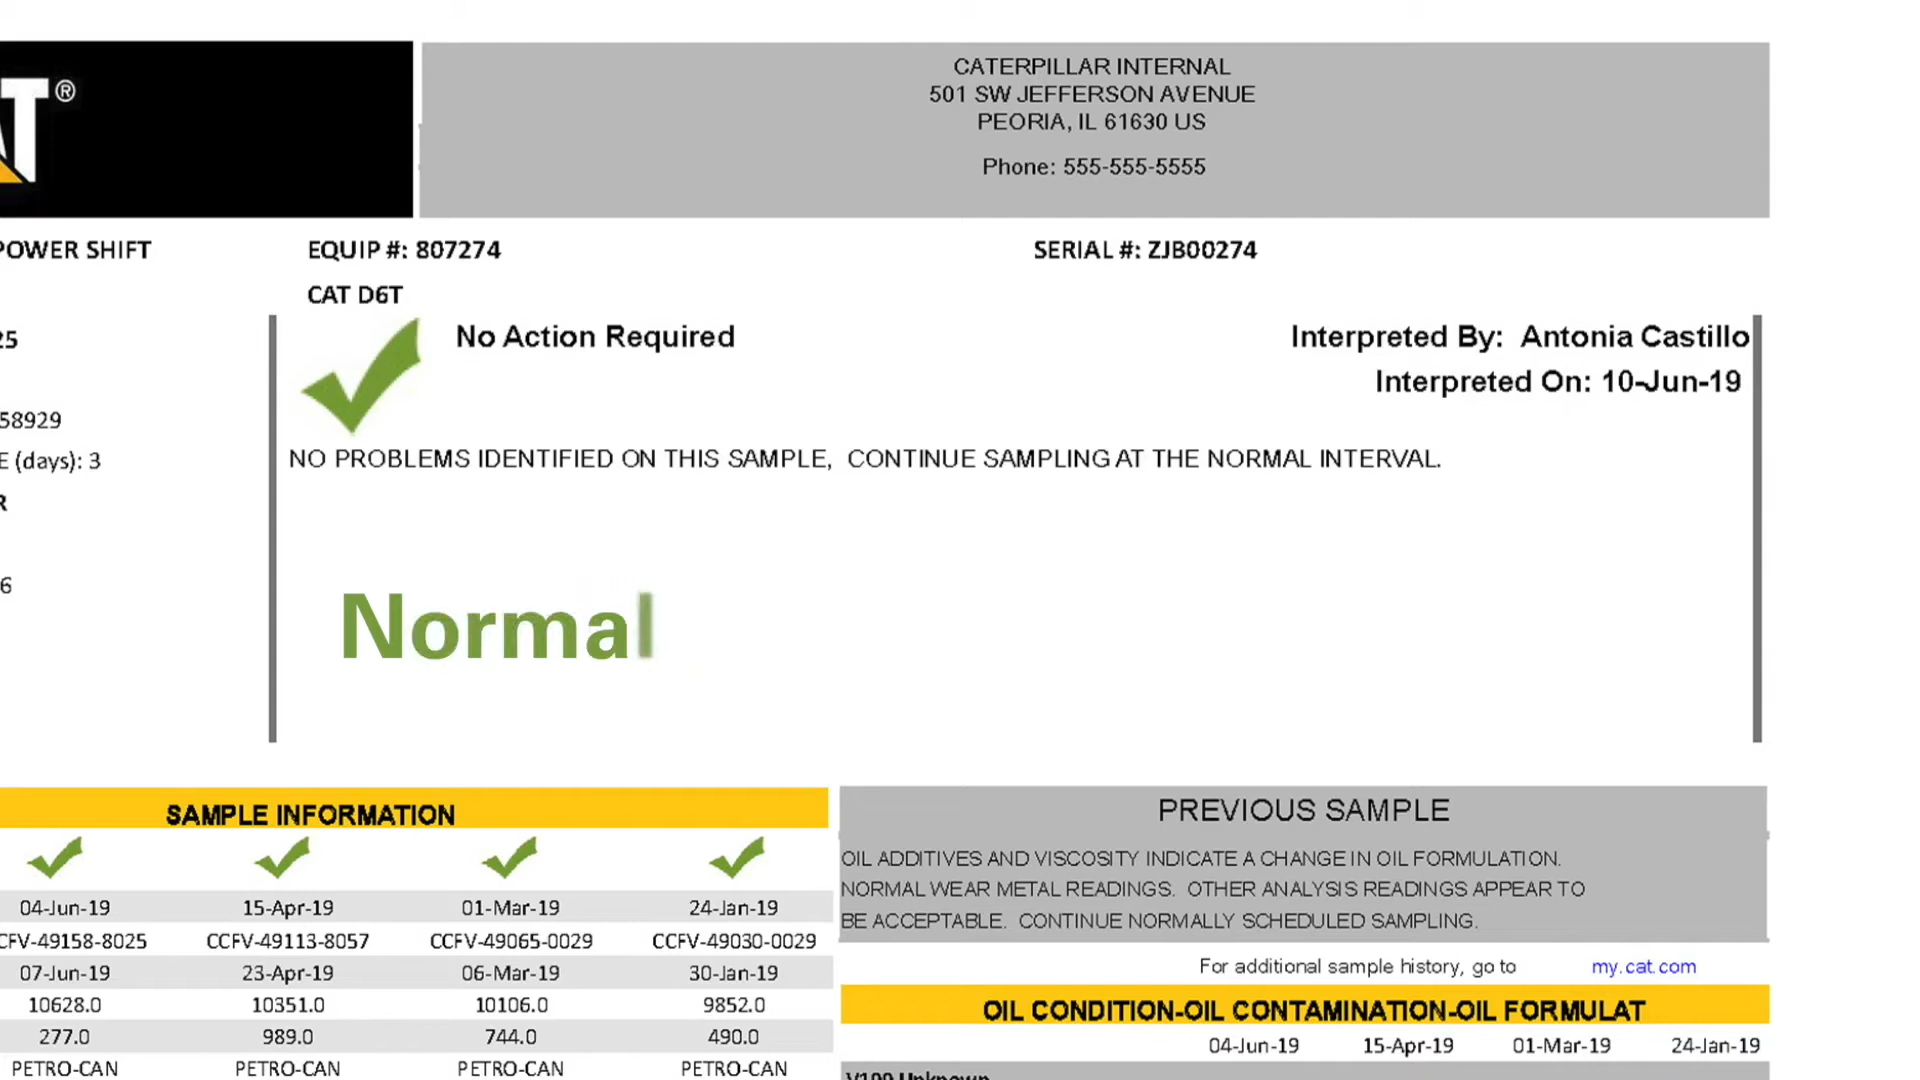 AT®
CATERPILLAR INTERNAL
501 SW JEFFERSON AVENUE
PEORIA, IL 61630 US
Phone: 555-555-5555
POWER SHIFT
EQUIP #: 807274
SERIAL #: ZJB00274
CAT D6T
25
58929
E (days): 3
R
6
No Action Required
Interpreted By: Antonia Castillo
Interpreted On: 10-Jun-19
NO PROBLEMS IDENTIFIED ON THIS SAMPLE, CONTINUE SAMPLING AT THE NORMAL INTERVAL.
Normal
SAMPLE INFORMATION
04-Jun-19 15-Apr-19 01-Mar-19 24-Jan-19
CFV-49158-8025 CCFV-49113-8057 CCFV-49065-0029 CCFV-49030-0029
07-Jun-19 23-Apr-19 06-Mar-19 30-Jan-19
10628.0 10351.0 10106.0 9852.0
277.0 989.0 744.0 490.0
PETRO-CAN PETRO-CAN PETRO-CAN PETRO-CAN
PREVIOUS SAMPLE
OIL ADDITIVES AND VISCOSITY INDICATE A CHANGE IN OIL FORMULATION.
NORMAL WEAR METAL READINGS. OTHER ANALYSIS READINGS APPEAR TO
BE ACCEPTABLE. CONTINUE NORMALLY SCHEDULED SAMPLING.
For additional sample history, go to my.cat.com
OIL CONDITION-OIL CONTAMINATION-OIL FORMULAT
04-Jun-19 15-Apr-19 01-Mar-19 24-Jan-19
V100 Unknown